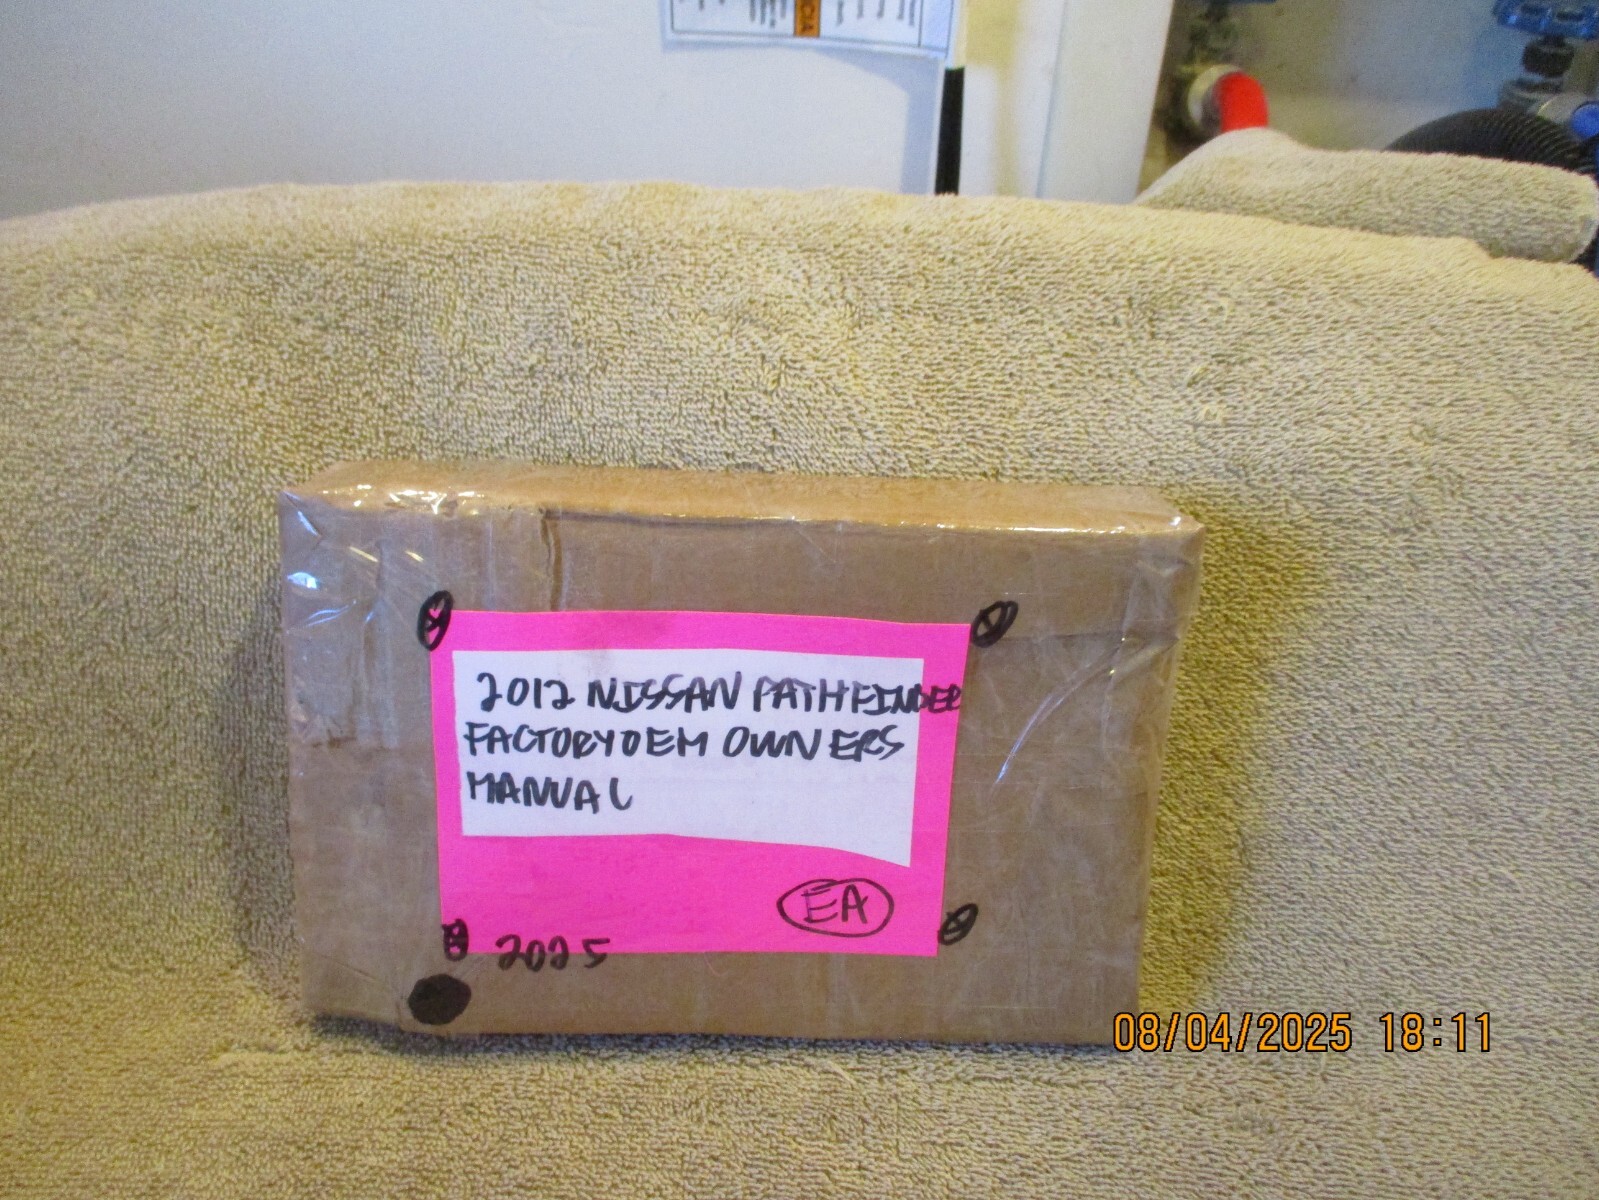 2012 NISSAN PATHFINDER
FACTORY OEM OWNERS
MANUAL
EA
2025
08/04/2025 18:11